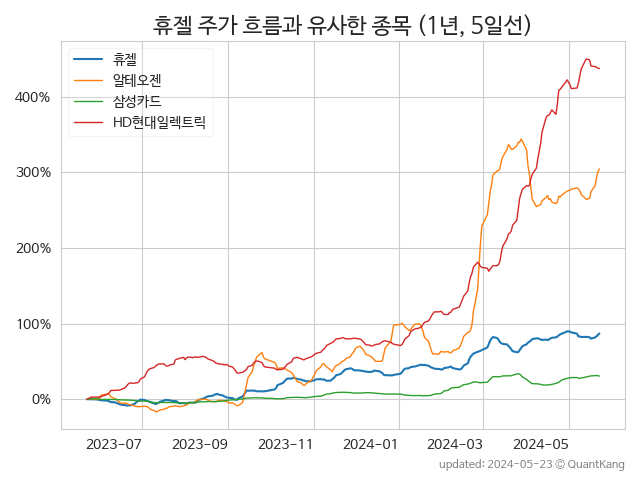 휴젤 주가 흐름과 유사한 종목 (1년, 5일선)
휴젤
알테오젠
삼성카드
HD현대일렉트릭
400%
300%
200%
100%
0%
2023-07
2023-09
2023-11
2024-01
2024-03
2024-05
updated: 2024-05-23 © QuantKang